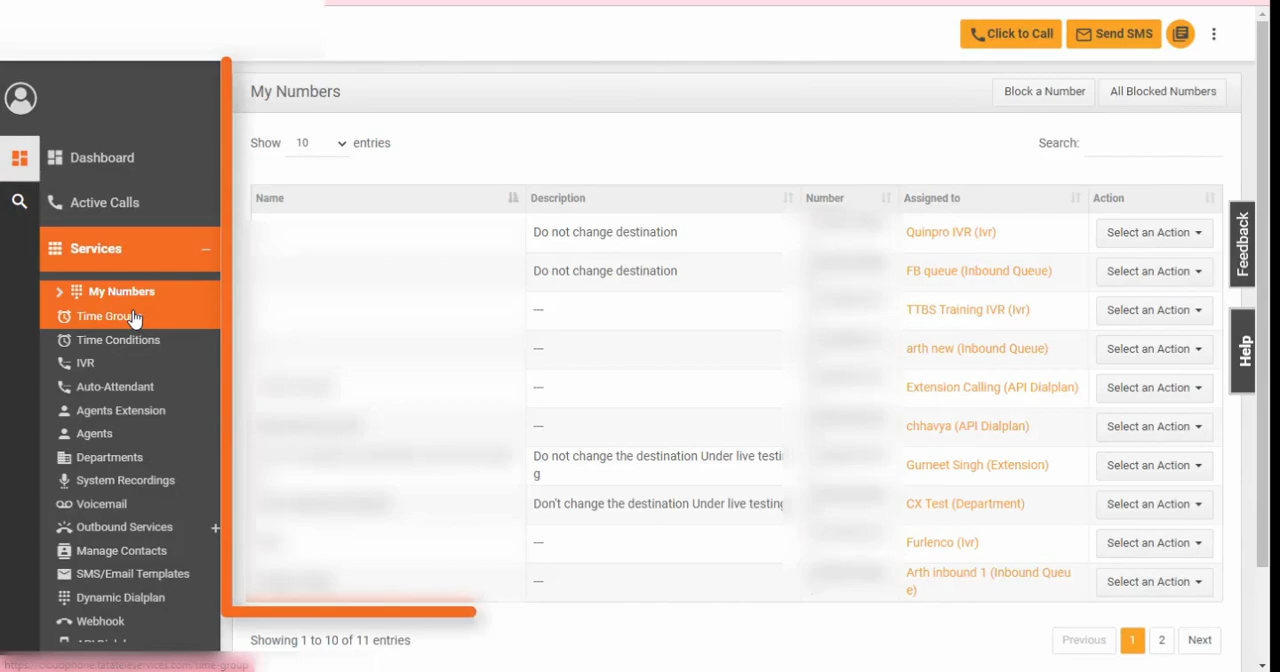 Click to Call
Send SMS
My Numbers
Block a Number
All Blocked Numbers
Dashboard
Active Calls
Services
My Numbers
Time Group
Time Conditions
IVR
Auto-Attendant
Agents Extension
Agents
Departments
System Recordings
Voicemail
Outbound Services +
Manage Contacts
SMS/Email Templates
Dynamic Dialplan
Webhook
Show 10 entries
Search:
Name Description Number Assigned to Action
Do not change destination Quinpro IVR (Ivr) Select an Action
Do not change destination FB queue (Inbound Queue) Select an Action
--- TTBS Training IVR (Ivr) Select an Action
--- arth new (Inbound Queue) Select an Action
--- Extension Calling (API Dialplan) Select an Action
--- chhavya (API Dialplan) Select an Action
Do not change the destination Under live testi
g Gurneet Singh (Extension) Select an Action
Don't change the destination Under live testing CX Test (Department) Select an Action
--- Furlenco (Ivr) Select an Action
--- Arth inbound 1 (Inbound Queu
e) Select an Action
Showing 1 to 10 of 11 entries
Previous 1 2 Next
Feedback
Help